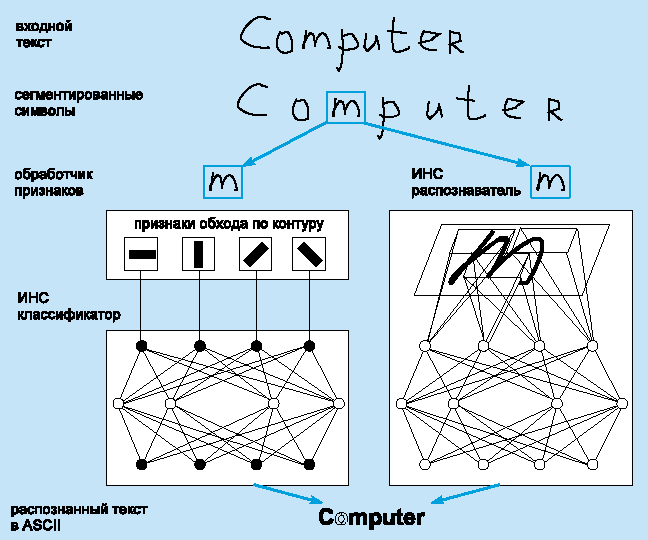 входной
текст
Computer
сегментированные
символы
C o m p u t e r
обработчик
признаков
m
ИНС
распознаватель
m
признаки обхода по контуру
m
ИНС
классификатор
распознанный текст
в ASCII
Computer